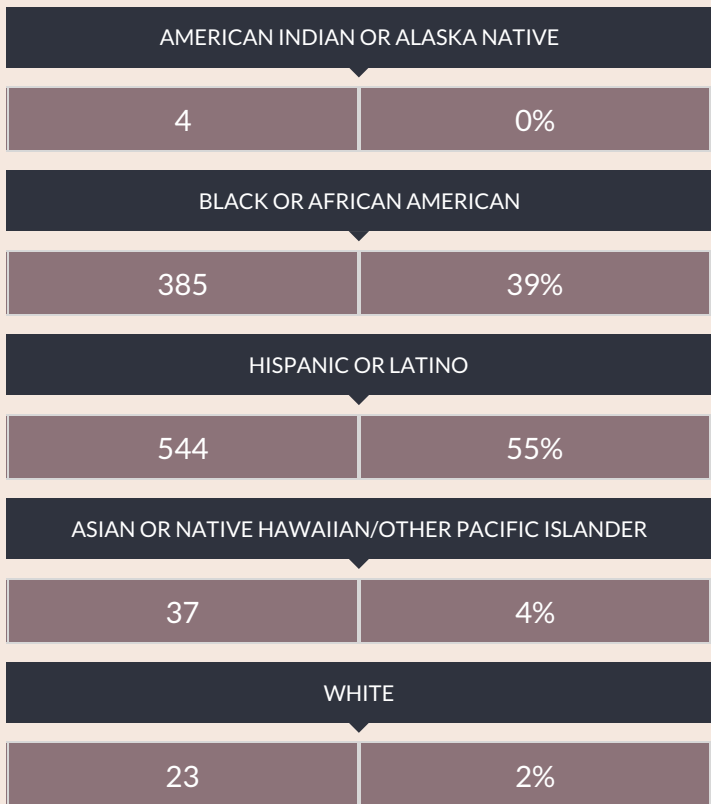 AMERICAN INDIAN OR ALASKA NATIVE
4 0%
BLACK OR AFRICAN AMERICAN
385 39%
HISPANIC OR LATINO
544 55%
ASIAN OR NATIVE HAWAIIAN/OTHER PACIFIC ISLANDER
37 4%
WHITE
23 2%